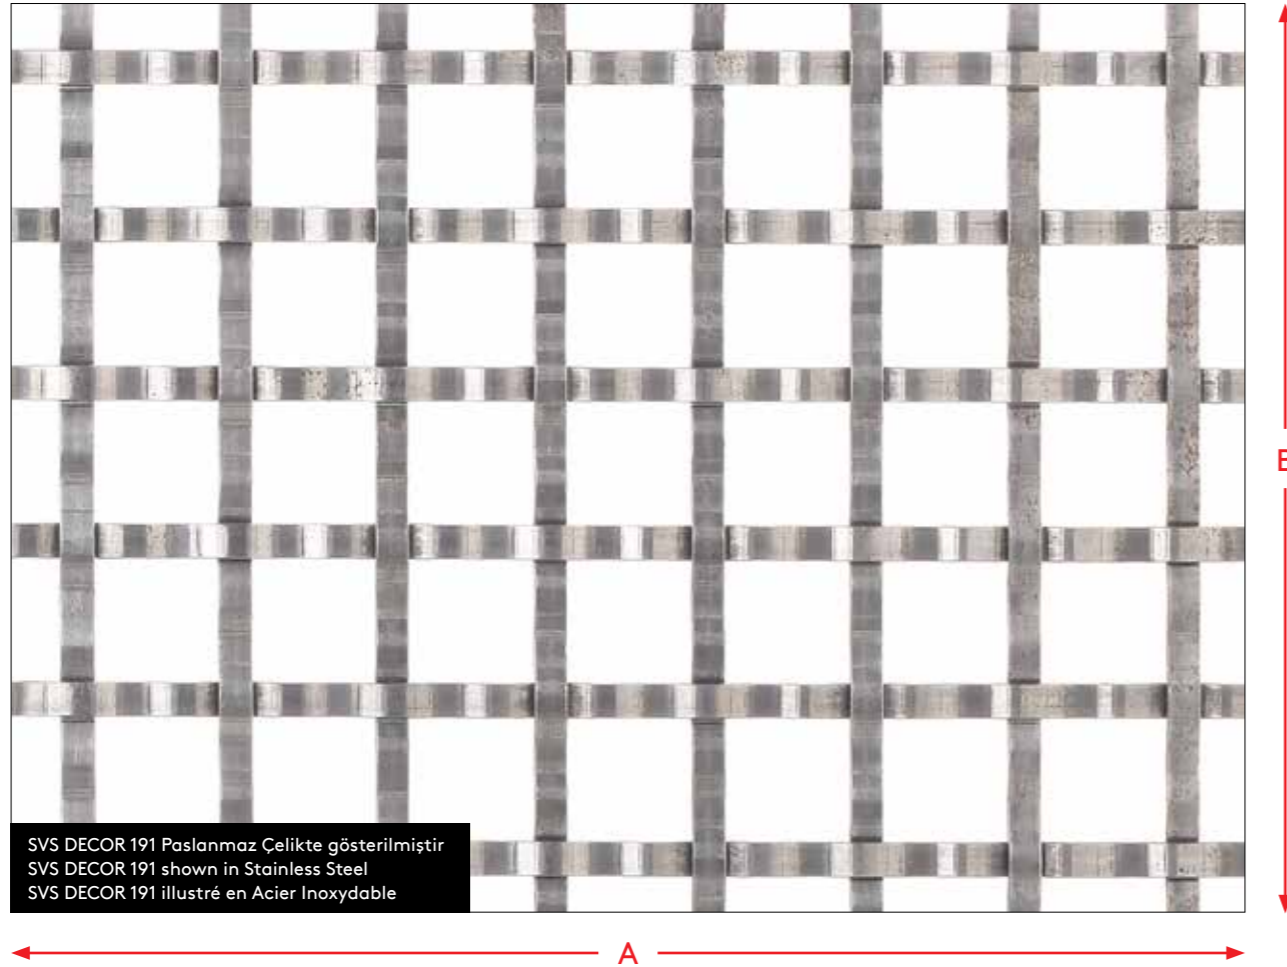 SVS DECOR 191 Paslanmaz Çelikte gösterilmiştir
SVS DECOR 191 shown in Stainless Steel
SVS DECOR 191 illustré en Acier Inoxydable
A